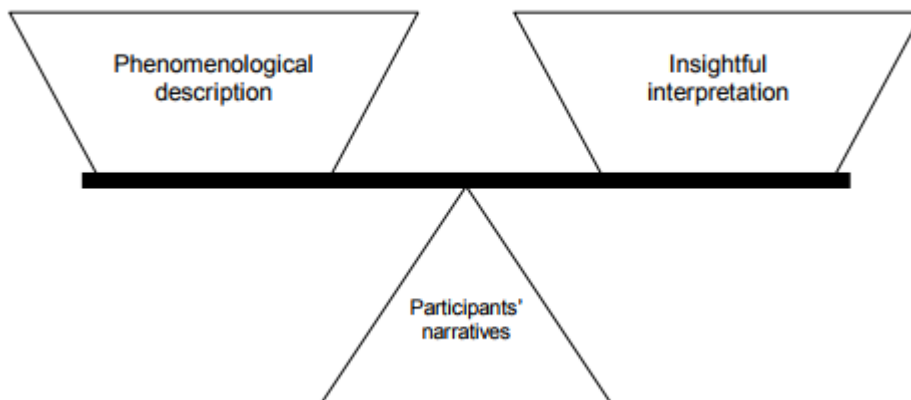 Phenomenological
description
Insightful
interpretation
Participants’
narratives